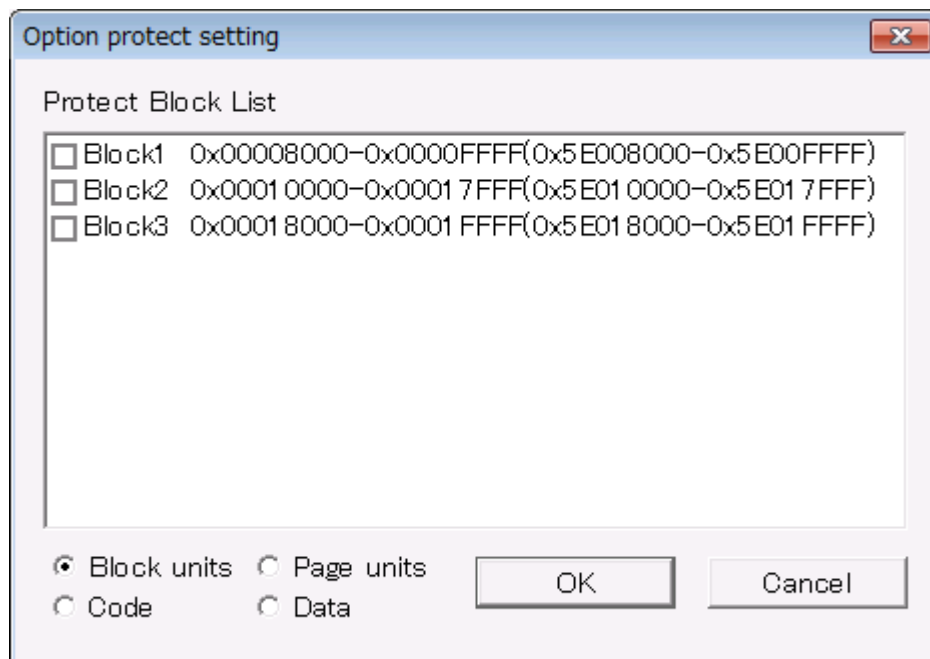 Option protect setting
Protect Block List
Block1 0x00008000-0x0000FFFF(0x5E008000-0x5E00FFFF)
Block2 0x00010000-0x00017FFF(0x5E010000-0x5E017FFF)
Block3 0x00018000-0x0001FFFF(0x5E018000-0x5E01FFFF)
Block units Page units
OK Cancel
Code Data